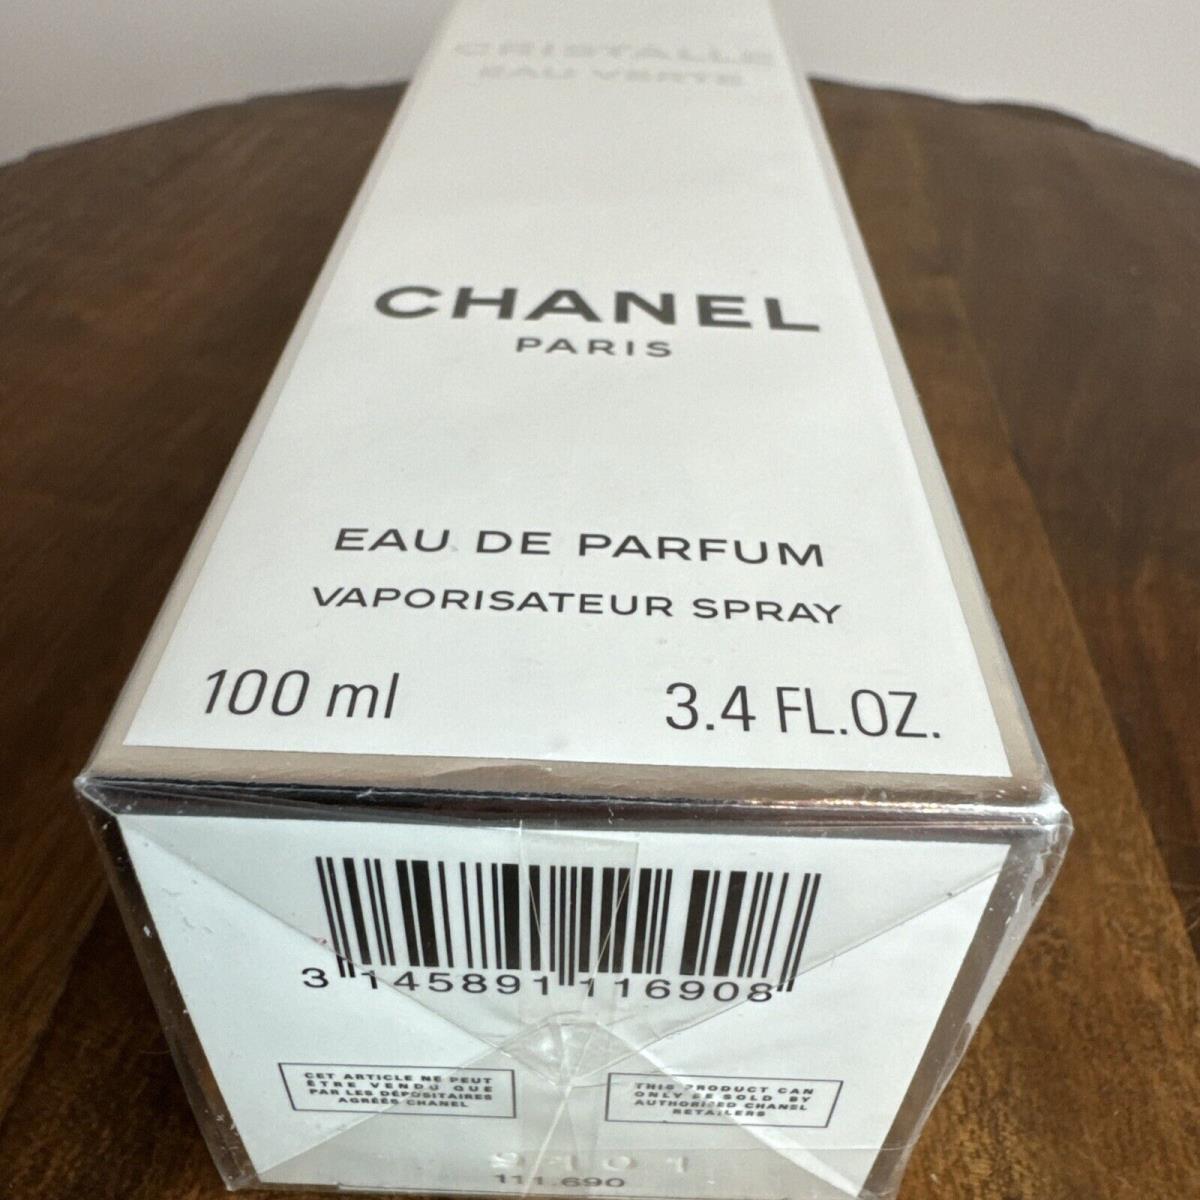 CRISTALLE
EAU VERTE
CHANEL
PARIS
EAU DE PARFUM
VAPORISATEUR SPRAY
100 ml 3.4 FL.OZ.
3 145891 116908
CET ARTICLE NE PEUT
ÊTRE VENDU QUE
PAR LES DÉPOSITAIRES
AGRÉÉS CHANEL
THIS PRODUCT CAN
ONLY BE SOLD BY
AUTHORISED CHANEL
RETAILERS
9101
111.690